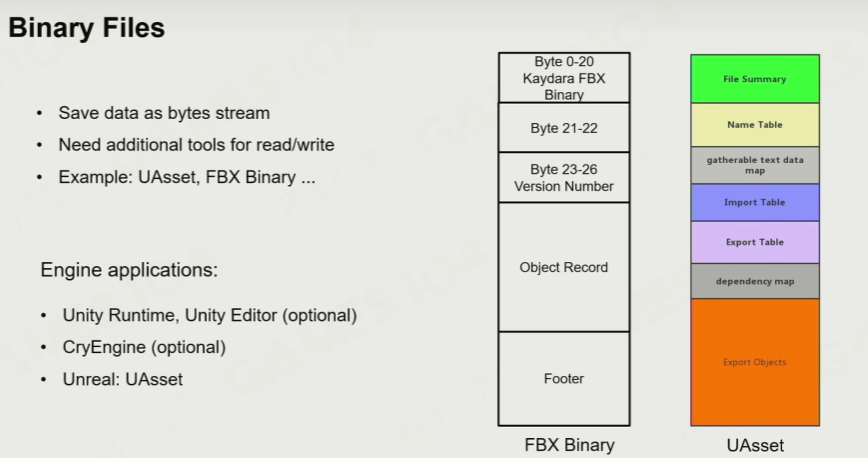 Binary Files
• Save data as bytes stream
• Need additional tools for read/write
• Example: UAsset, FBX Binary ...
Engine applications:
• Unity Runtime, Unity Editor (optional)
• CryEngine (optional)
• Unreal: UAsset
Byte 0-20
Kaydara FBX
Binary
Byte 21-22
Byte 23-26
Version Number
Object Record
Footer
FBX Binary
File Summary
Name Table
gatherable text data
map
Import Table
Export Table
dependency map
Export Objects
UAsset
GAMES104